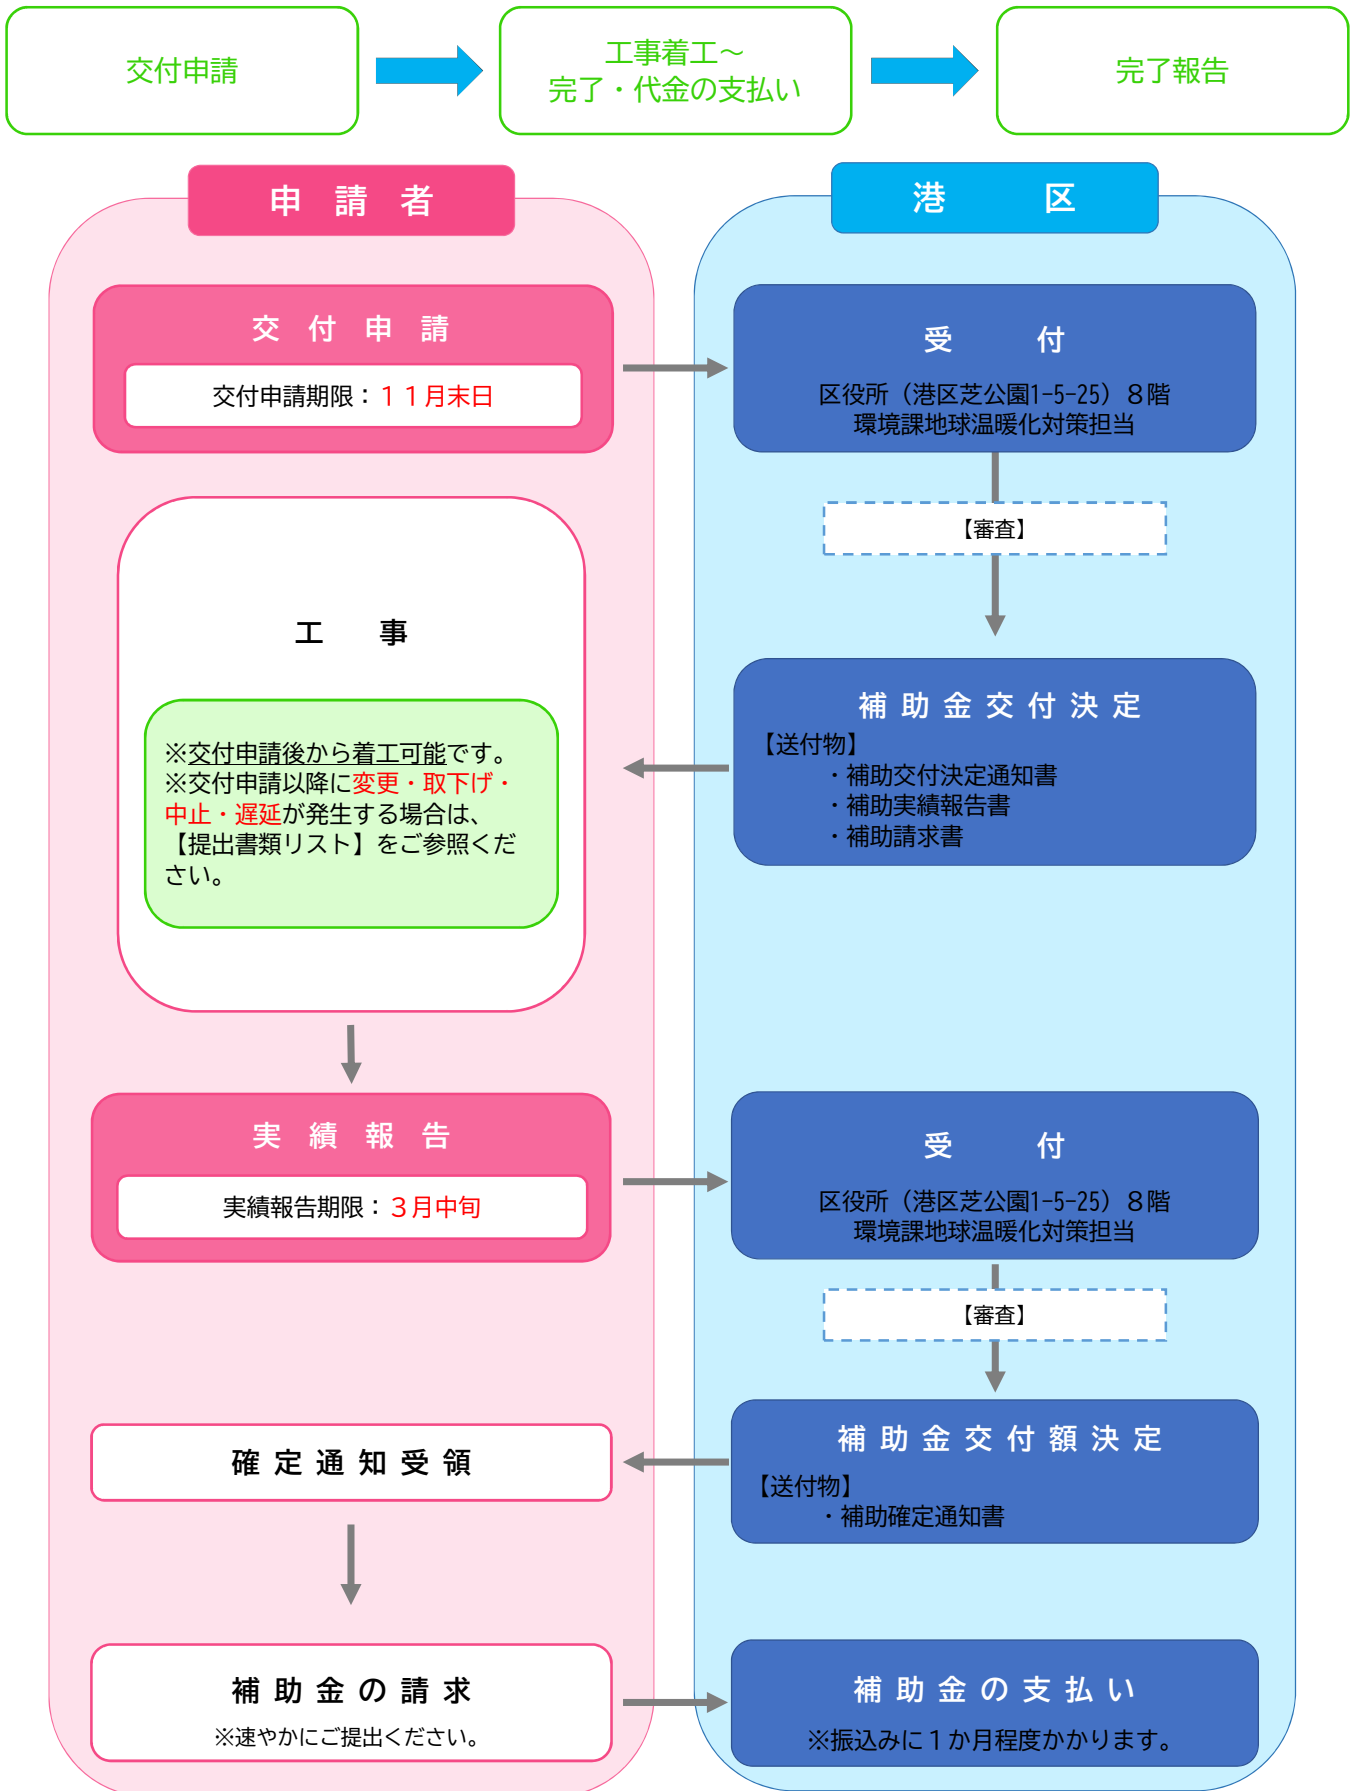 交付申請
工事着工～
完了・代金の支払い
完了報告
申　請　者
港　　　区
交　付　申　請
交付申請期限：１１月末日
受　　　付
区役所（港区芝公園1-5-25）８階
環境課地球温暖化対策担当
【審査】
補助金交付決定
【送付物】
・補助交付決定通知書
・補助実績報告書
・補助請求書
工　　事
※交付申請後から着工可能です。
※交付申請以降に変更・取下げ・
中止・遅延が発生する場合は、
【提出書類リスト】をご参照くだ
さい。
実　績　報　告
実績報告期限：３月中旬
受　　　付
区役所（港区芝公園1-5-25）８階
環境課地球温暖化対策担当
【審査】
補助金交付額決定
【送付物】
・補助確定通知書
確定通知受領
補助金の請求
※速やかにご提出ください。
補助金の支払い
※振込みに１か月程度かかります。